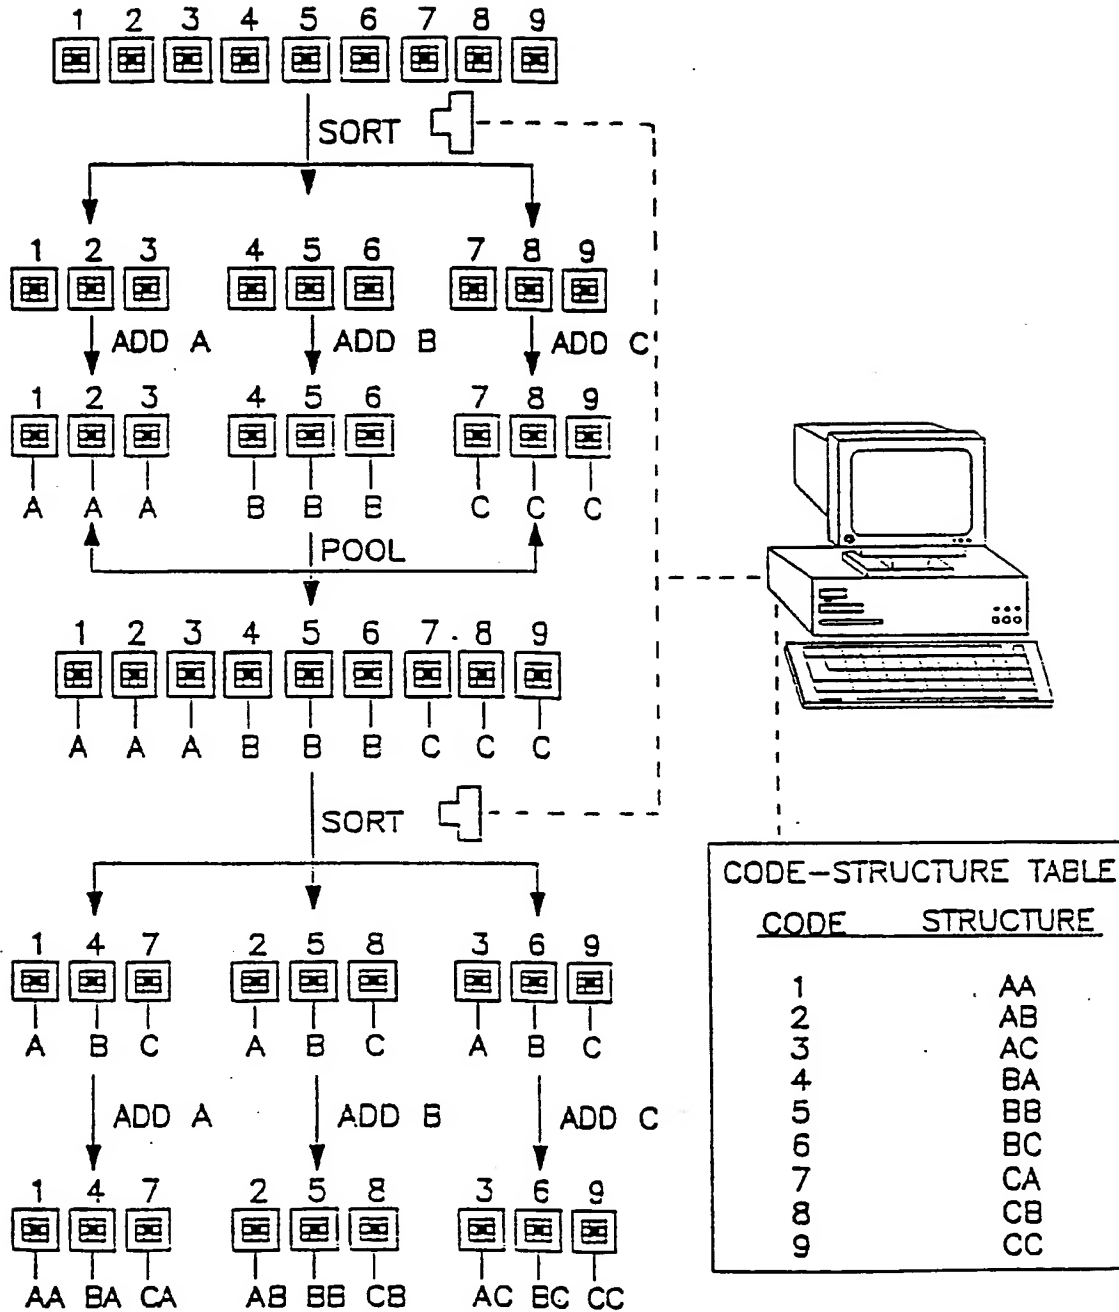 1 2 3 4 5 6 7 8 9
SORT
1 2 3 4 5 6 7 8 9
ADD A ADD B ADD C
1 2 3 4 5 6 7 8 9
A A A B B B C C C
POOL
1 2 3 4 5 6 7 8 9
A A A B B B C C C
SORT
1 4 7 2 5 8 3 6 9
A B C A B C A B C
ADD A ADD B ADD C
1 4 7 2 5 8 3 6 9
AA BA CA AB BB CB AC BC CC
CODE-STRUCTURE TABLE
CODE STRUCTURE
1 AA
2 AB
3 AC
4 BA
5 BB
6 BC
7 CA
8 CB
9 CC